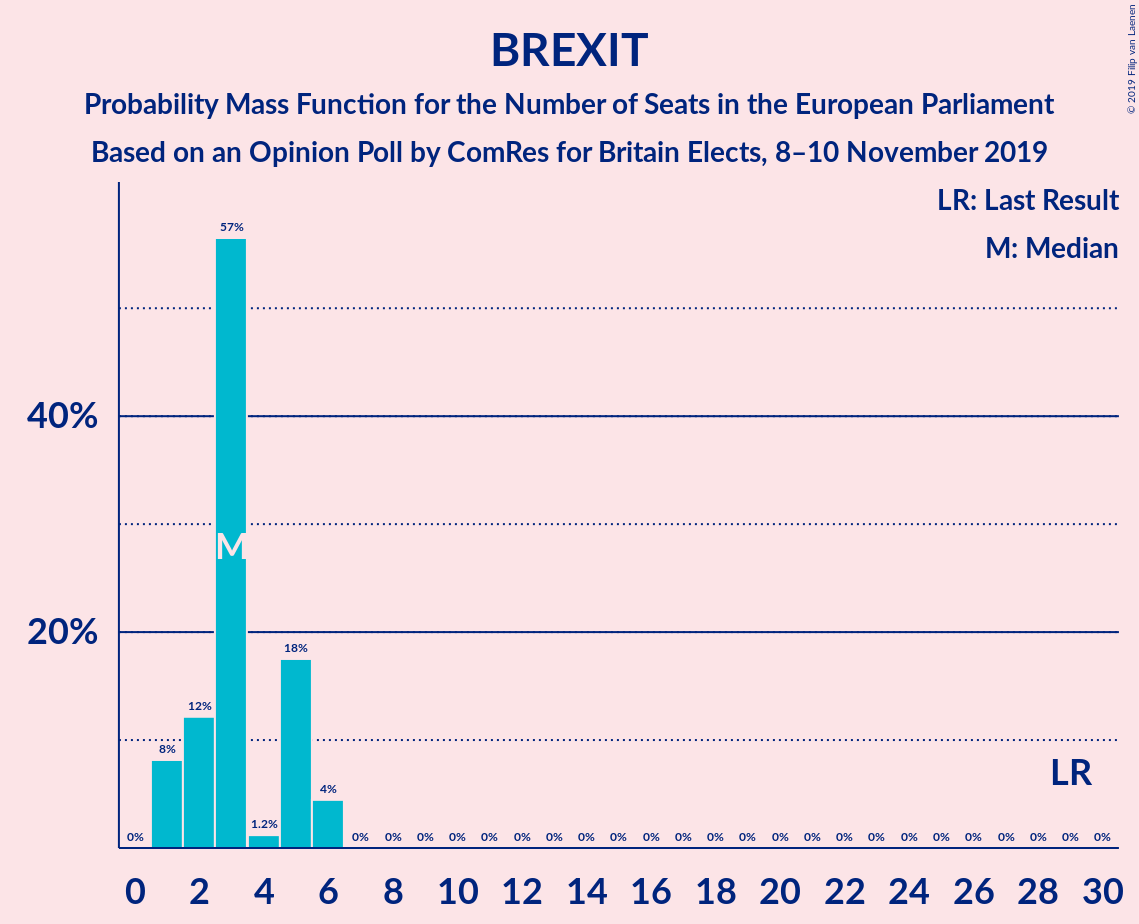 BREXIT
Probability Mass Function for the Number of Seats in the European Parliament
Based on an Opinion Poll by ComRes for Britain Elects, 8–10 November 2019
© 2019 Filip van Laenen
LR: Last Result
M: Median
57%
40%
M
20%
18%
12%
8%
LR
4%
1.2%
0% 0% 0% 0% 0% 0% 0% 0% 0% 0% 0% 0% 0% 0% 0% 0% 0% 0% 0% 0% 0% 0% 0% 0% 0%
0 2 4 6 8 10 12 14 16 18 20 22 24 26 28 30